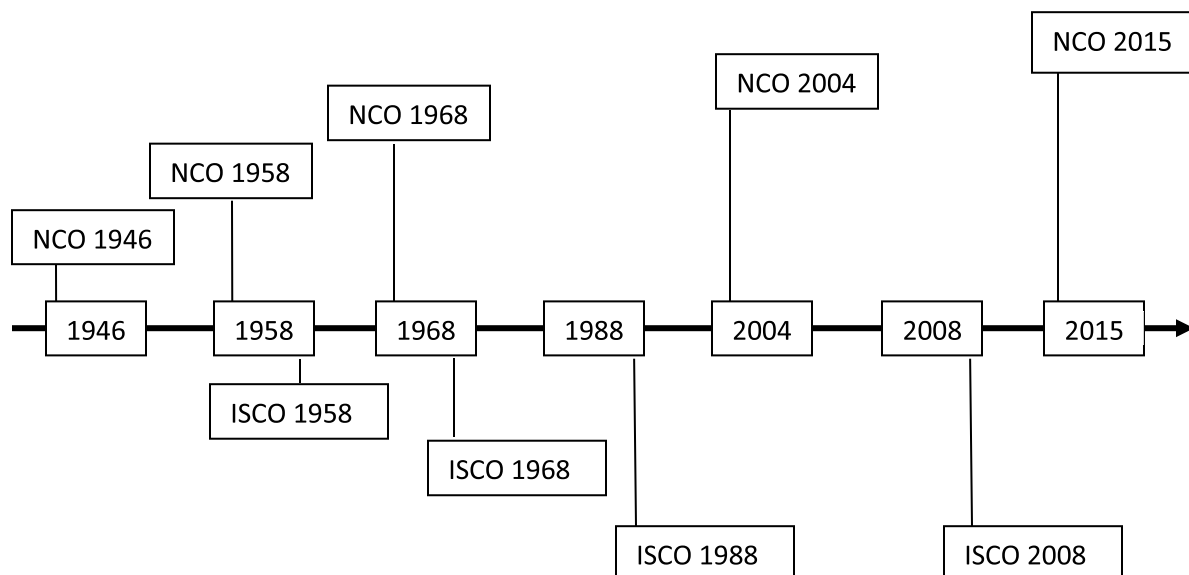 NCO 2015
NCO 2004
NCO 1968
NCO 1958
NCO 1946
1946
1958
1968
1988
2004
2008
2015
ISCO 1958
ISCO 1968
ISCO 1988
ISCO 2008